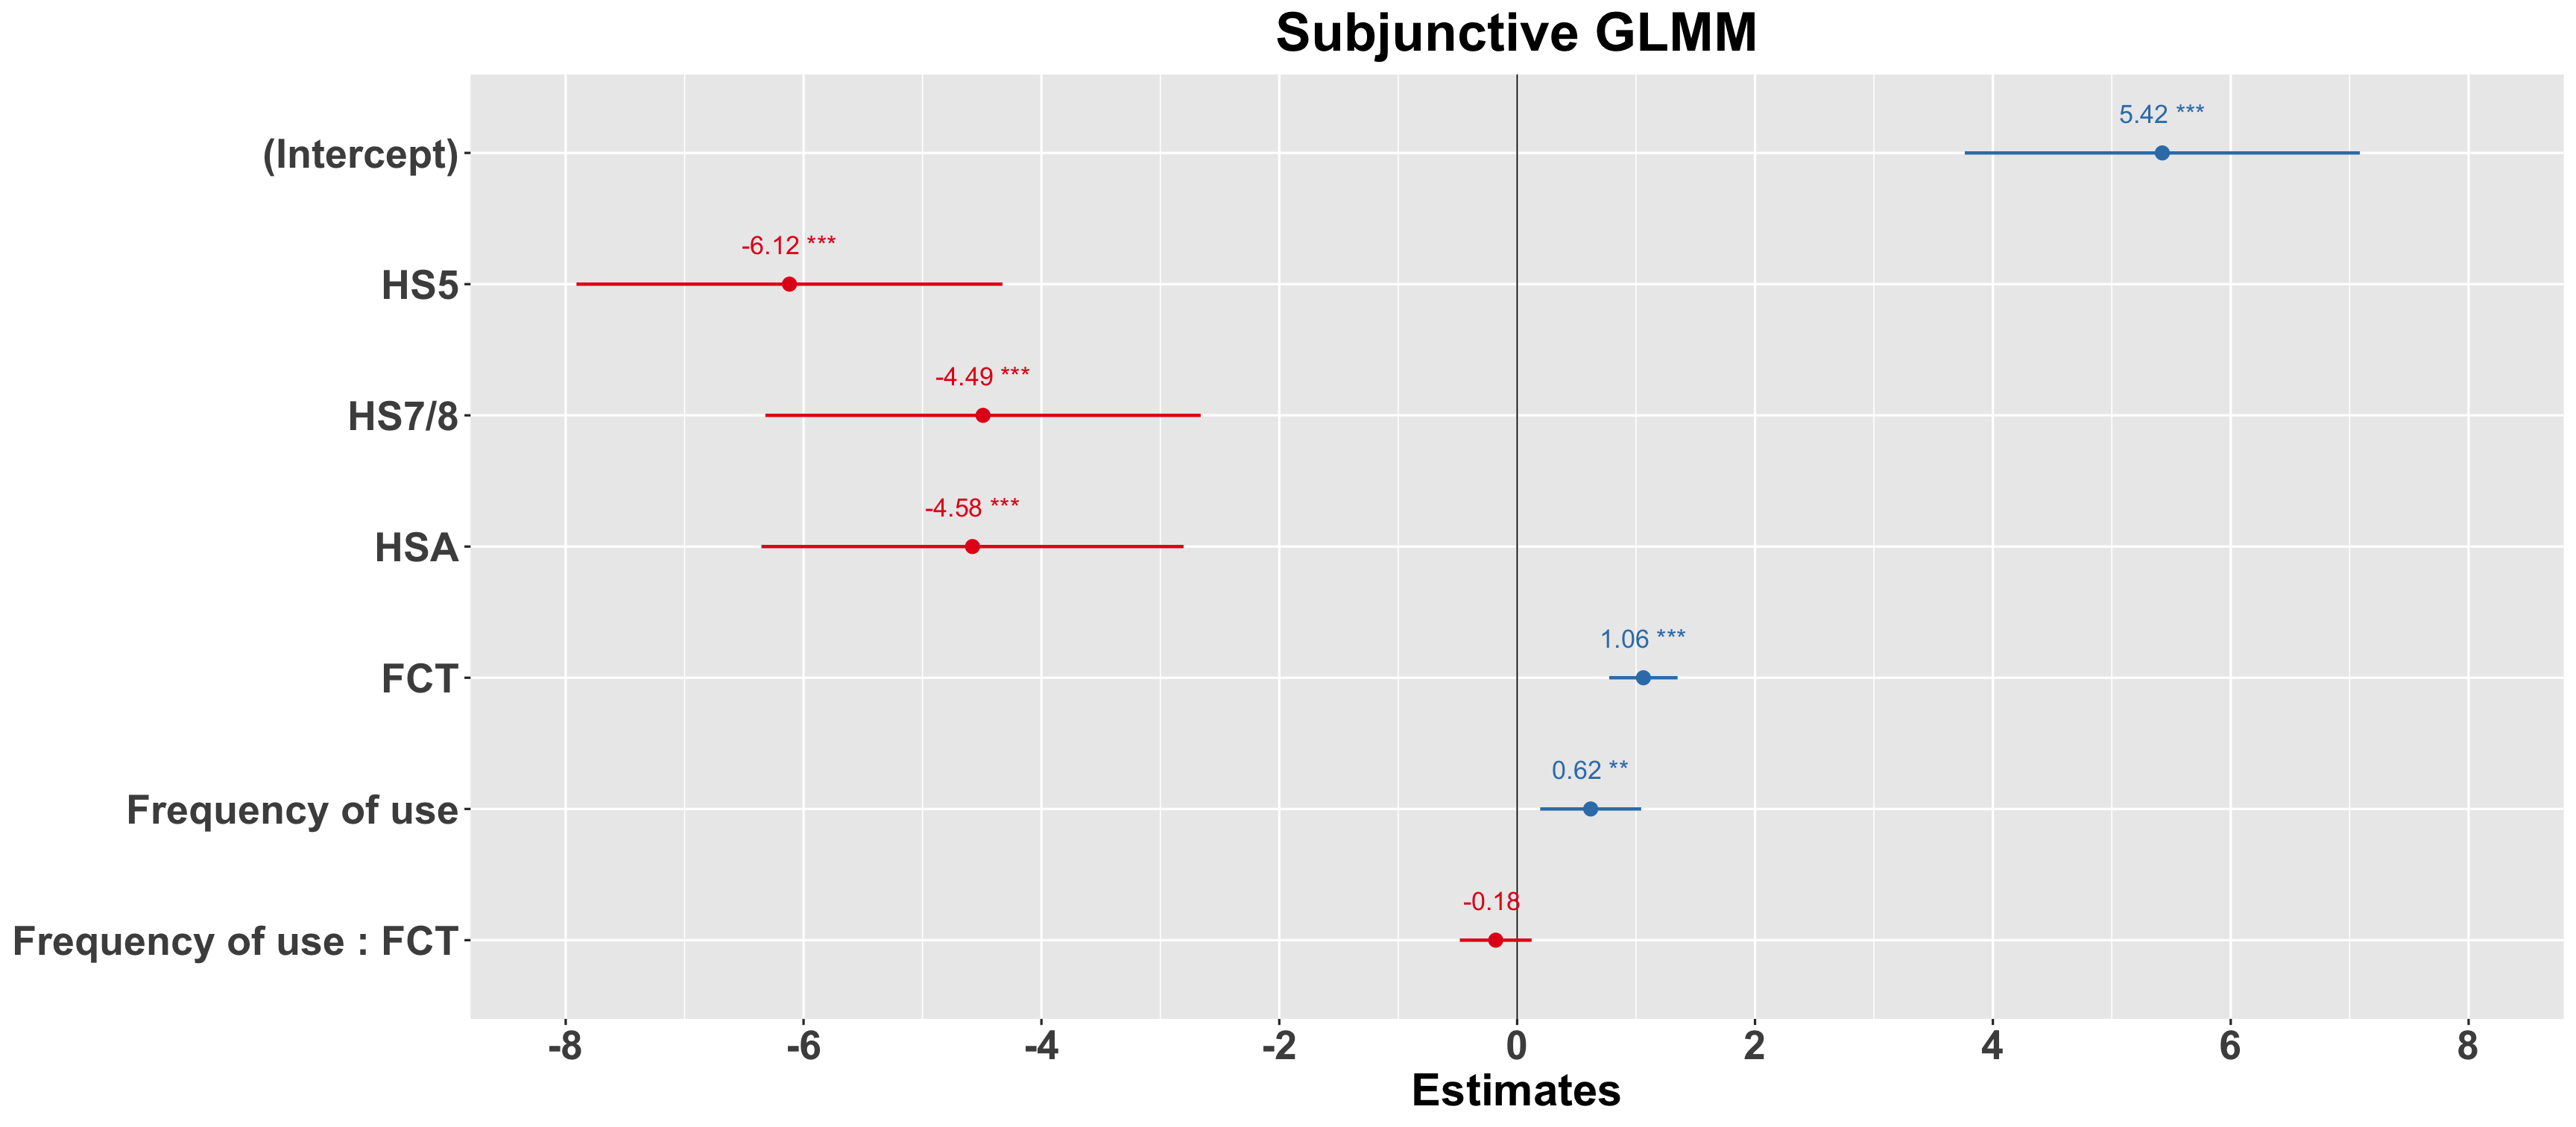 Subjunctive GLMM
(Intercept)
5.42 ***
HS5
-6.12 ***
HS7/8
-4.49 ***
HSA
-4.58 ***
FCT
1.06 ***
Frequency of use
0.62 **
Frequency of use : FCT
-0.18
-8 -6 -4 -2 0 2 4 6 8
Estimates